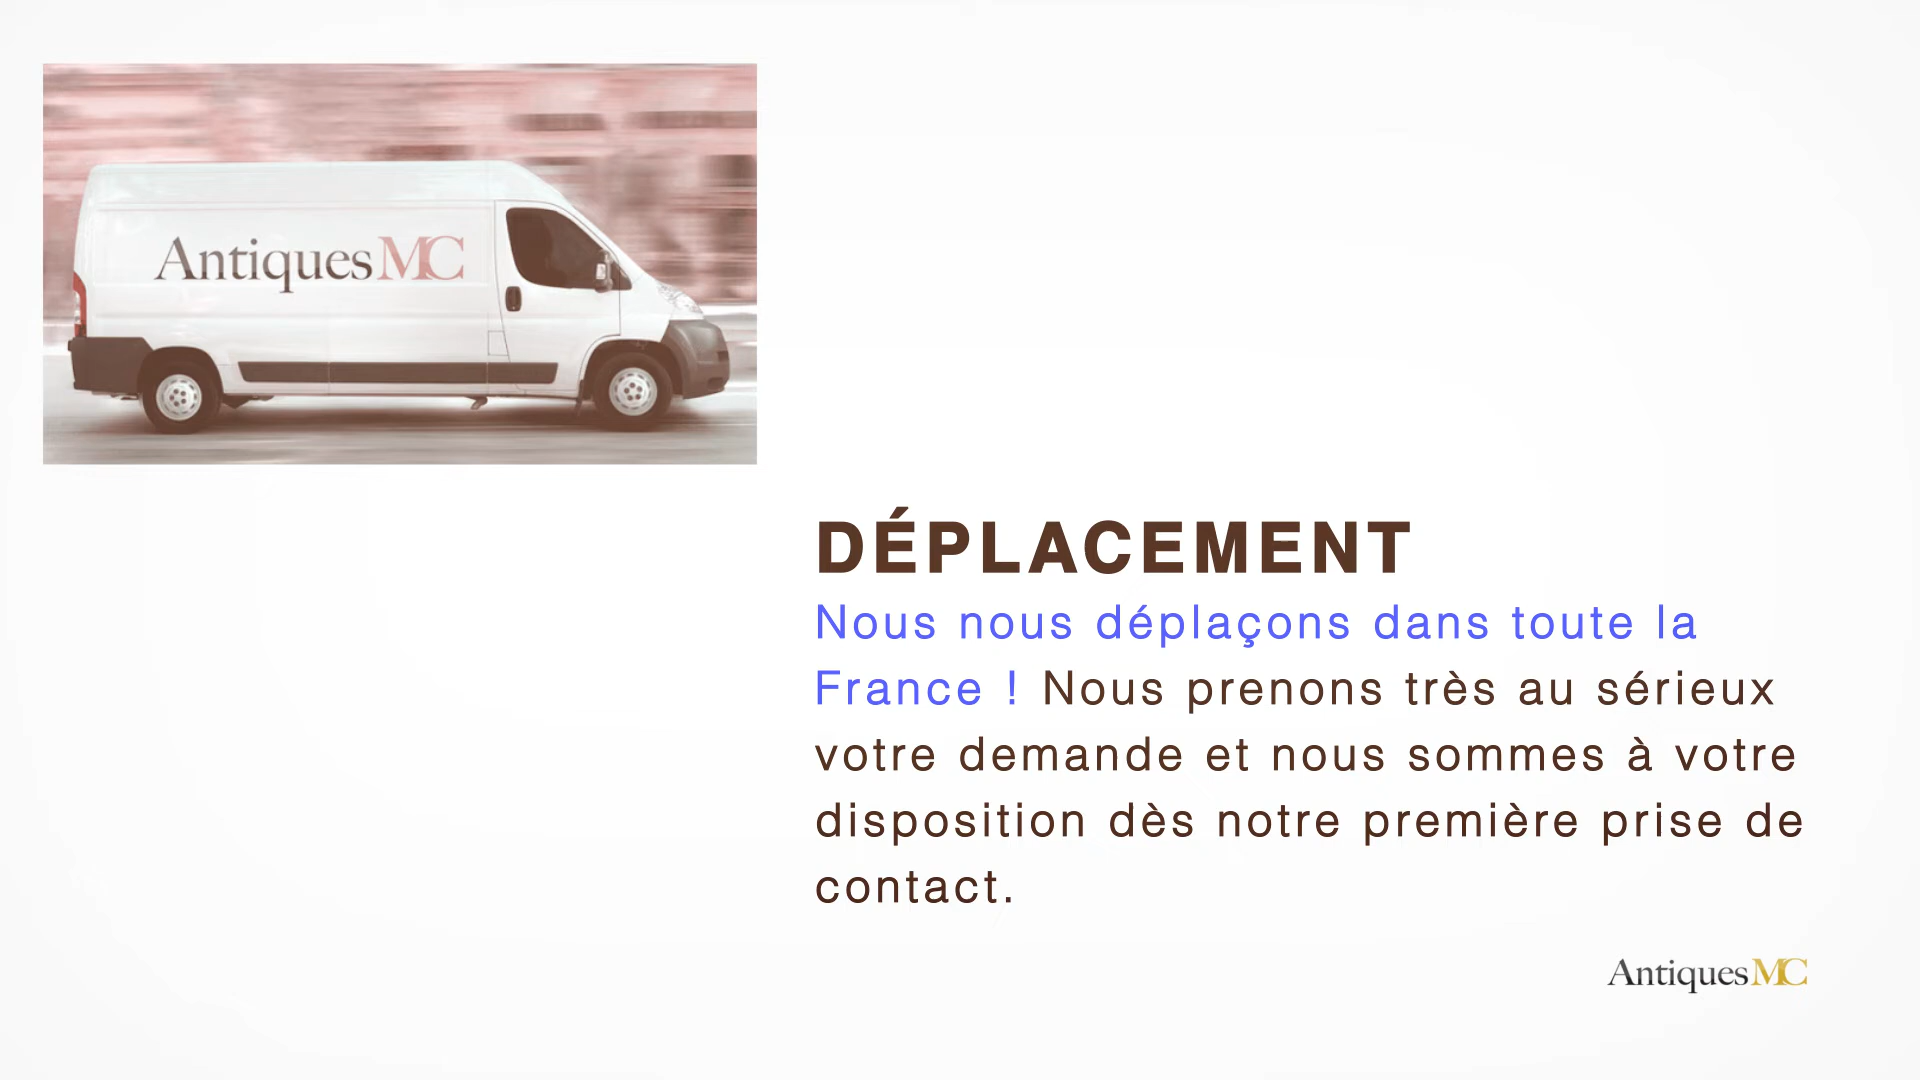 AntiquesMC
DÉPLACEMENT
Nous nous déplaçons dans toute la
France ! Nous prenons très au sérieux
votre demande et nous sommes à votre
disposition dès notre première prise de
contact.
AntiquesMC